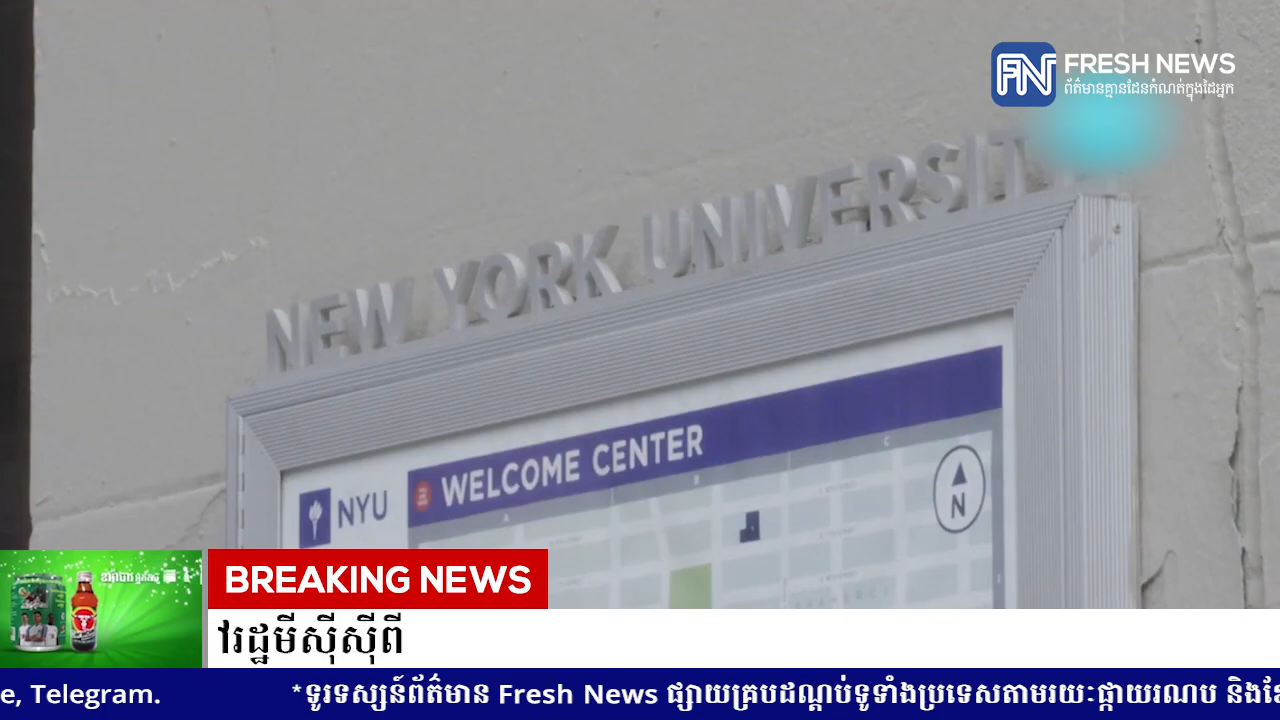 FN FRESH NEWS
ព័ត៌មានគ្មានដែនកំណត់ក្នុងដៃអ្នក
NEW YORK UNIVERSIT
NYU
WELCOME CENTER
C
B
A
N
BREAKING NEWS
រដ្ឋមីស៊ីស៊ីពី
e, Telegram.
*ទូរទស្សន៍ព័ត៌មាន Fresh News ផ្សាយគ្របដណ្តប់ទូទាំងប្រទេសតាមរយៈផ្កាយរណប និង